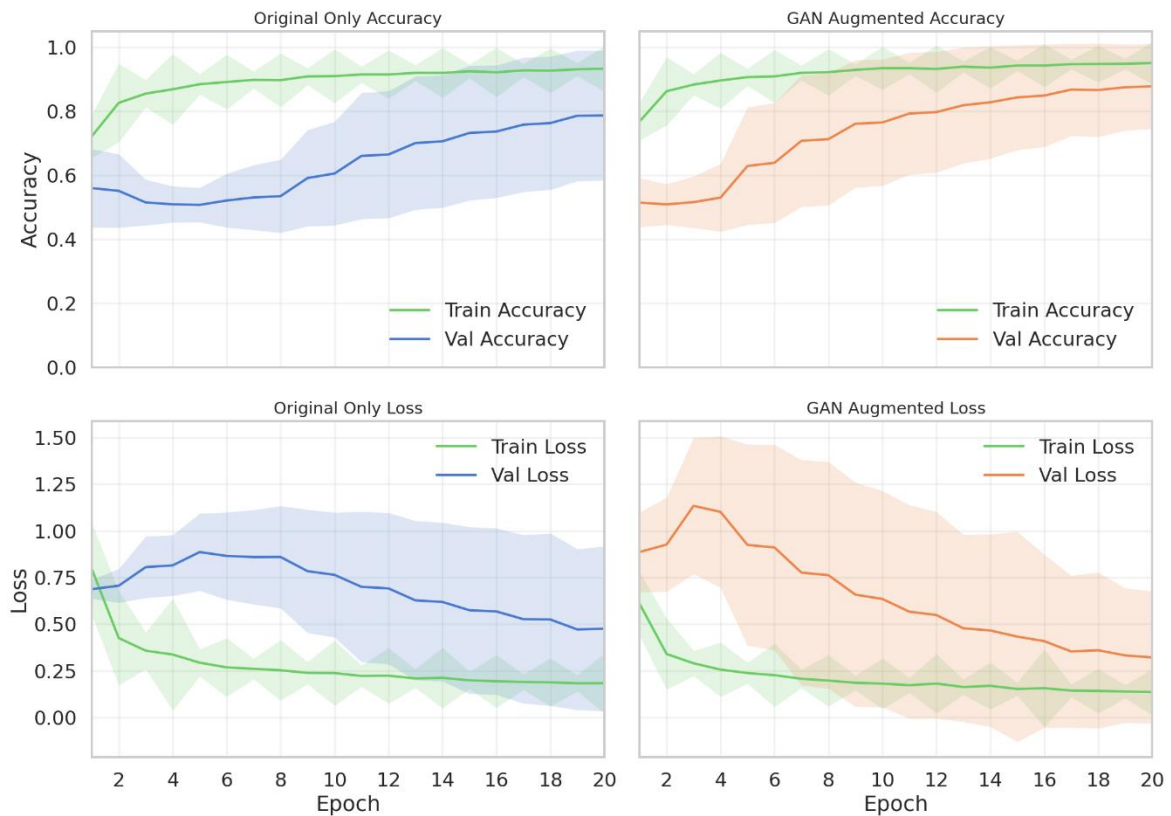 Original Only Accuracy
GAN Augmented Accuracy
1.0
0.8
0.6
0.4
0.2
0.0
Accuracy
Train Accuracy
Val Accuracy
Train Accuracy
Val Accuracy
Original Only Loss
GAN Augmented Loss
1.50
1.25
1.00
0.75
0.50
0.25
0.00
Loss
Train Loss
Val Loss
Train Loss
Val Loss
2 4 6 8 10 12 14 16 18 20
2 4 6 8 10 12 14 16 18 20
Epoch
Epoch